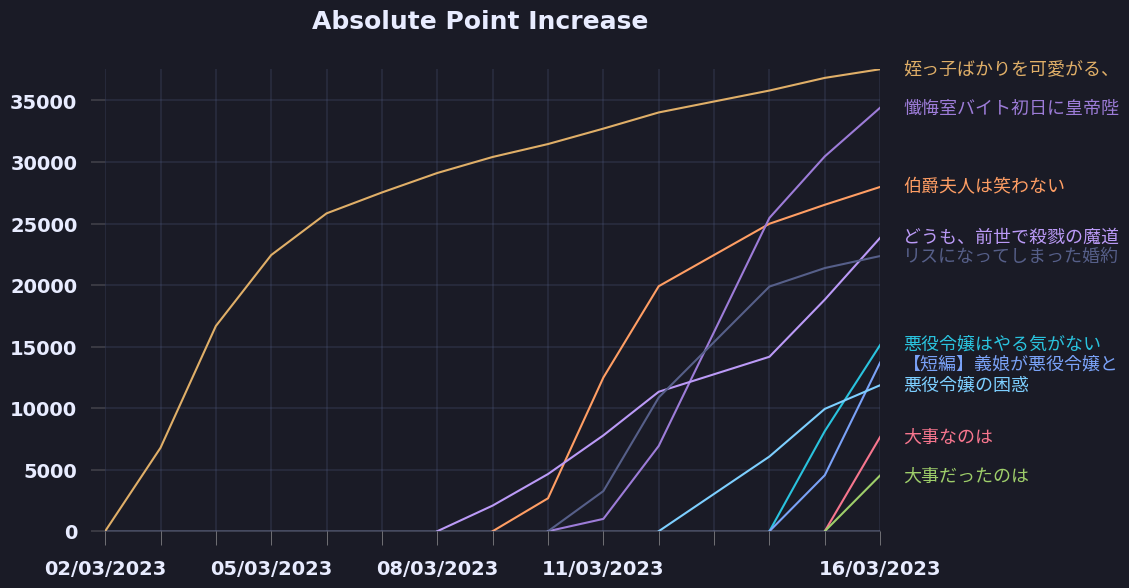 Absolute Point Increase
姪っ子ばかりを可愛がる、
35000
懺悔室バイト初日に皇帝陛
30000
伯爵夫人は笑わない
25000
どうも、前世で殺戮の魔道
リスになってしまった婚約
20000
15000
悪役令嬢はやる気がない
【短編】義娘が悪役令嬢と
悪役令嬢の困惑
10000
大事なのは
5000
大事だったのは
0
02/03/2023
05/03/2023
08/03/2023
11/03/2023
16/03/2023